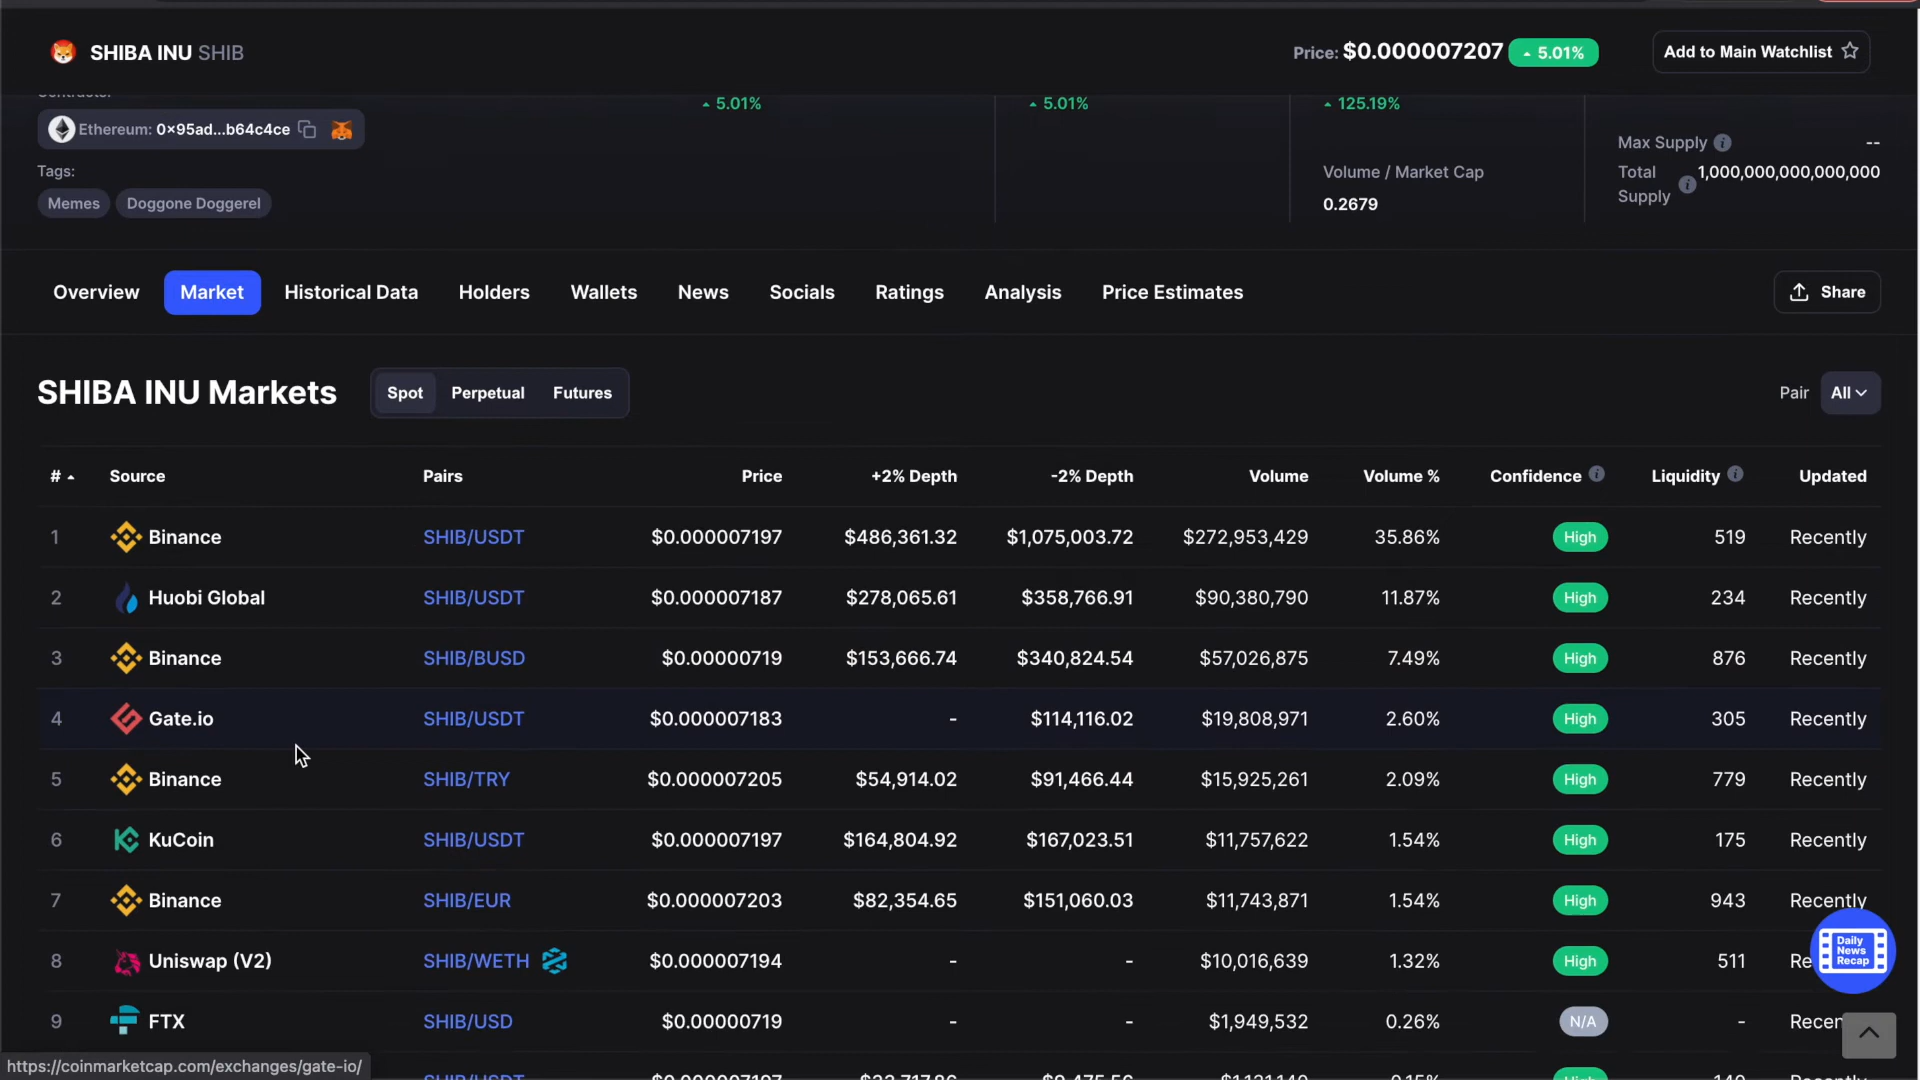 SHIBA INU SHIB
Price: $0.000007207 5.01%
Add to Main Watchlist
Contracts:
5.01%
5.01%
125.19%
Ethereum: 0x95ad...b64c4ce
Max Supply --
Tags:
Volume / Market Cap
Total Supply 1,000,000,000,000,000
Memes Doggone Doggerel
0.2679
Overview Market Historical Data Holders Wallets News Socials Ratings Analysis Price Estimates
Share
SHIBA INU Markets Spot Perpetual Futures
Pair All
# Source Pairs Price +2% Depth -2% Depth Volume Volume % Confidence Liquidity Updated
1 Binance SHIB/USDT $0.000007197 $486,361.32 $1,075,003.72 $272,953,429 35.86% High 519 Recently
2 Huobi Global SHIB/USDT $0.000007187 $278,065.61 $358,766.91 $90,380,790 11.87% High 234 Recently
3 Binance SHIB/BUSD $0.00000719 $153,666.74 $340,824.54 $57,026,875 7.49% High 876 Recently
4 Gate.io SHIB/USDT $0.000007183 - $114,116.02 $19,808,971 2.60% High 305 Recently
5 Binance SHIB/TRY $0.000007205 $54,914.02 $91,466.44 $15,925,261 2.09% High 779 Recently
6 KuCoin SHIB/USDT $0.000007197 $164,804.92 $167,023.51 $11,757,622 1.54% High 175 Recently
7 Binance SHIB/EUR $0.000007203 $82,354.65 $151,060.03 $11,743,871 1.54% High 943 Recently
8 Uniswap (V2) SHIB/WETH $0.000007194 - - $10,016,639 1.32% High 511 Re
Daily News Recap
9 FTX SHIB/USD $0.00000719 - - $1,949,532 0.26% N/A - Recen
https://coinmarketcap.com/exchanges/gate-io/
SHIB/USDT